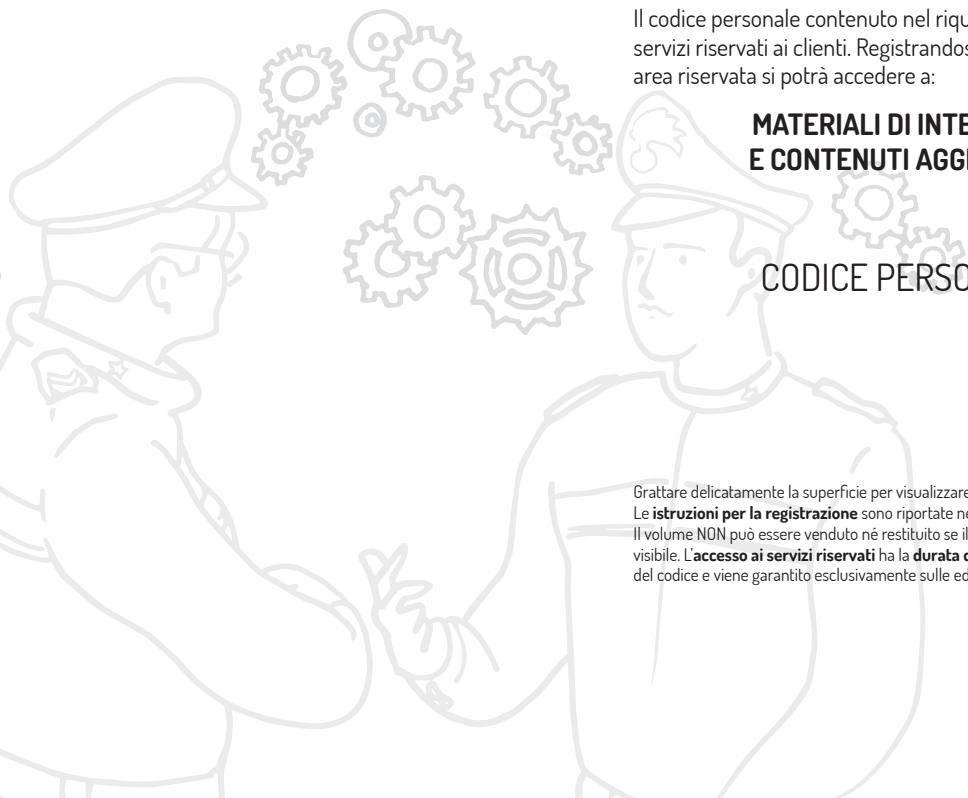 Il codice personale contenuto nel riqu
servizi riservati ai clienti. Registrandos
area riservata si potrà accedere a:
MATERIALI DI INTE
E CONTENUTI AGGI
CODICE PERSO
Grattare delicatamente la superficie per visualizzare
Le istruzioni per la registrazione sono riportate ne
Il volume NON può essere venduto né restituito se il
visibile. L'accesso ai servizi riservati ha la durata d
del codice e viene garantito esclusivamente sulle ed